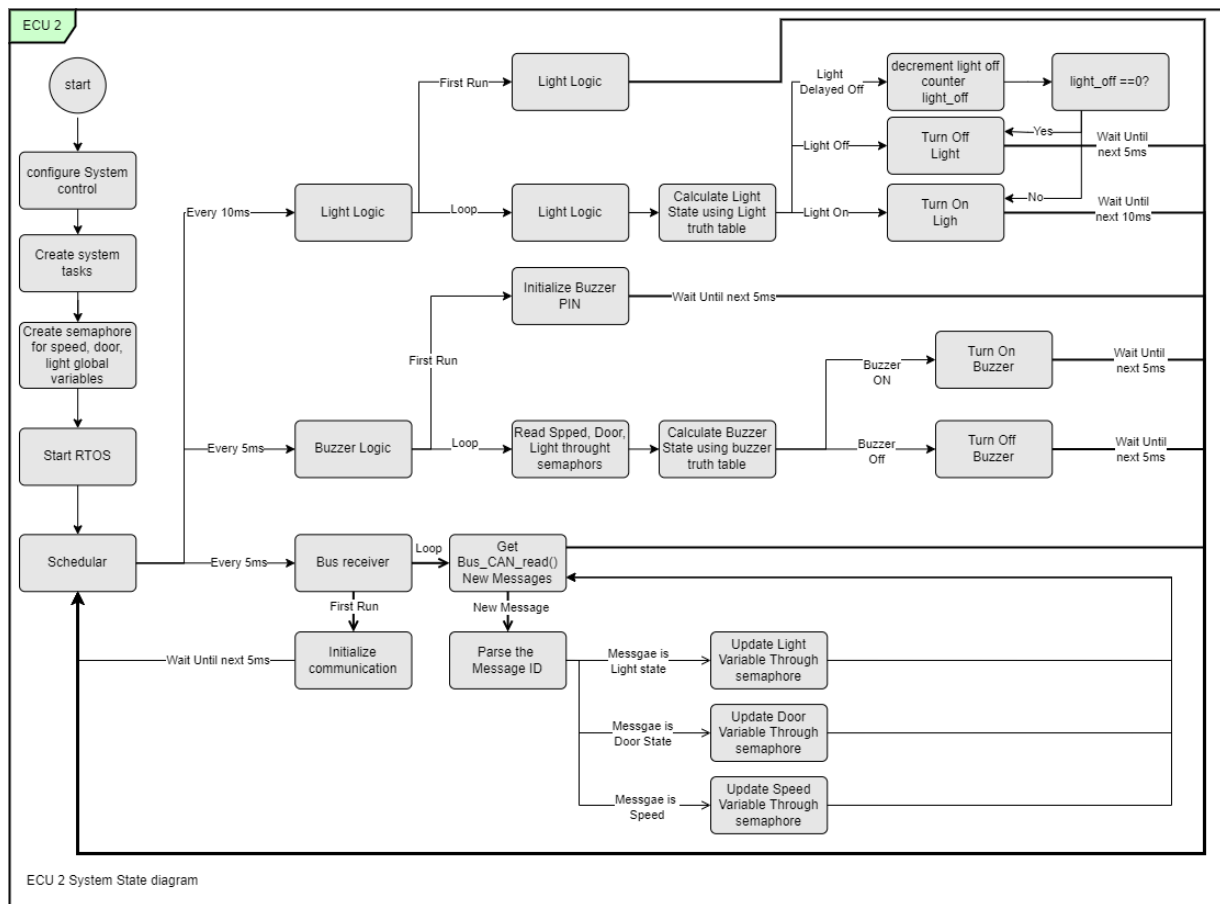 ECU 2
start
configure System
control
Create system
tasks
Create semaphore
for speed, door,
light global
variables
Start RTOS
Schedular
Every 10ms
Light Logic
First Run
Light Logic
Loop
Light Logic
Calculate Light
State using Light
truth table
Light
Delayed Off
decrement light off
counter
light_off
light_off ==0?
Yes
No
Light Off
Turn Off
Light
Wait Until
next 5ms
Light On
Turn On
Ligh
Wait Until
next 10ms
Every 5ms
Buzzer Logic
First Run
Initialize Buzzer
PIN
Wait Until next 5ms
Loop
Read Spped, Door,
Light throught
semaphors
Calculate Buzzer
State using buzzer
truth table
Buzzer
ON
Turn On
Buzzer
Wait Until
next 5ms
Buzzer
Off
Turn Off
Buzzer
Wait Until
next 5ms
Every 5ms
Bus receiver
Loop
Get
Bus_CAN_read()
New Messages
First Run
Initialize
communication
Wait Until next 5ms
New Message
Parse the
Message ID
Messgae is
Light state
Update Light
Variable Through
semaphore
Messgae is
Door State
Update Door
Variable Through
semaphore
Messgae is
Speed
Update Speed
Variable Through
semaphore
ECU 2 System State diagram